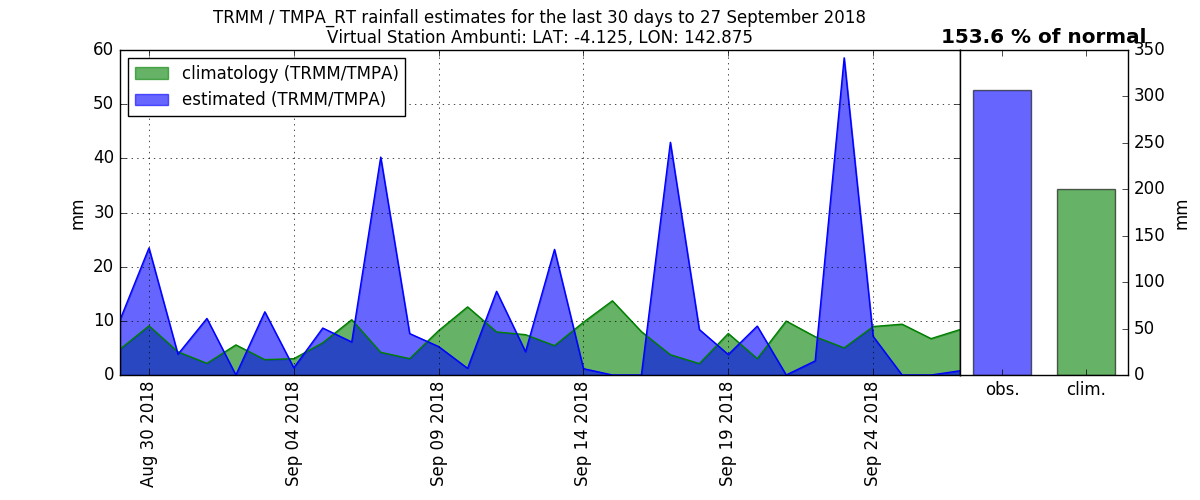 TRMM / TMPA_RT rainfall estimates for the last 30 days to 27 September 2018
Virtual Station Ambunti: LAT: -4.125, LON: 142.875
153.6 % of normal
climatology (TRMM/TMPA)
estimated (TRMM/TMPA)
mm
60
50
40
30
20
10
0
Aug 30 2018
Sep 04 2018
Sep 09 2018
Sep 14 2018
Sep 19 2018
Sep 24 2018
obs.
clim.
350
300
250
200
150
100
50
0
mm